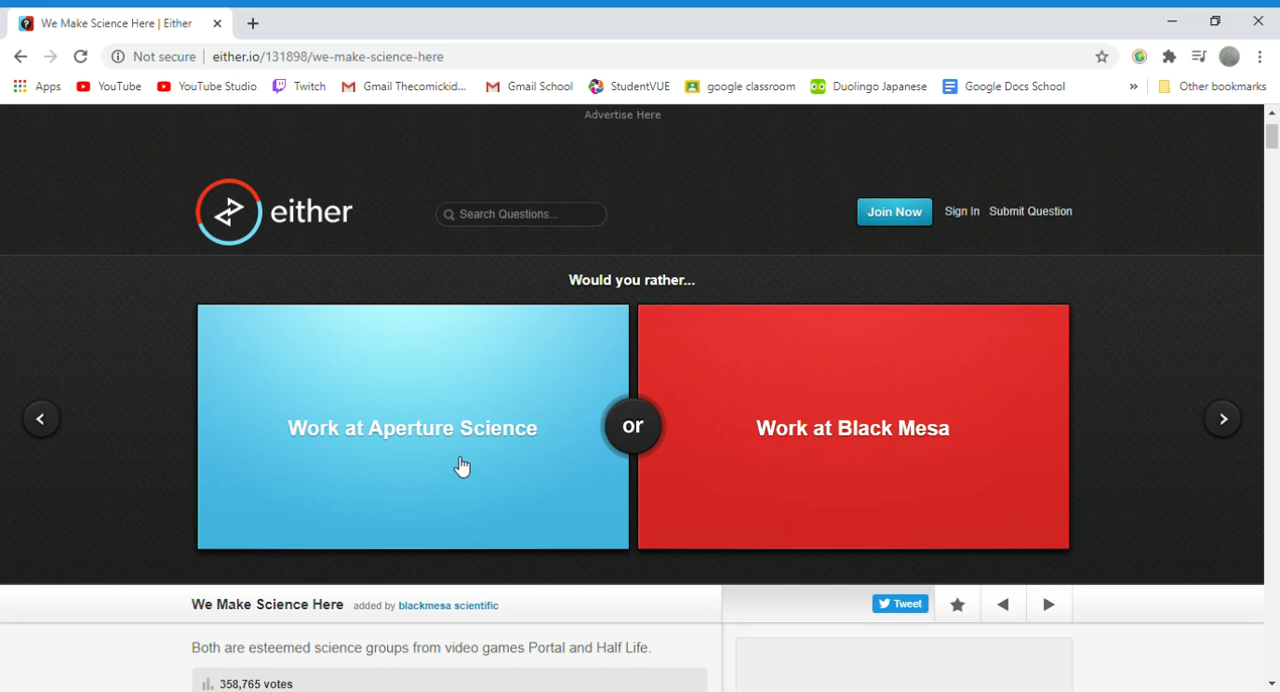 We Make Science Here | Either
Not secure | either.io/131898/we-make-science-here
Apps YouTube YouTube Studio Twitch Gmail Thecomickid... Gmail School StudentVUE google classroom Duolingo Japanese Google Docs School » Other bookmarks
Advertise Here
either
Search Questions...
Join Now Sign In Submit Question
Would you rather...
Work at Aperture Science
or
Work at Black Mesa
We Make Science Here added by blackmesa scientific
Tweet
Both are esteemed science groups from video games Portal and Half Life.
358,765 votes